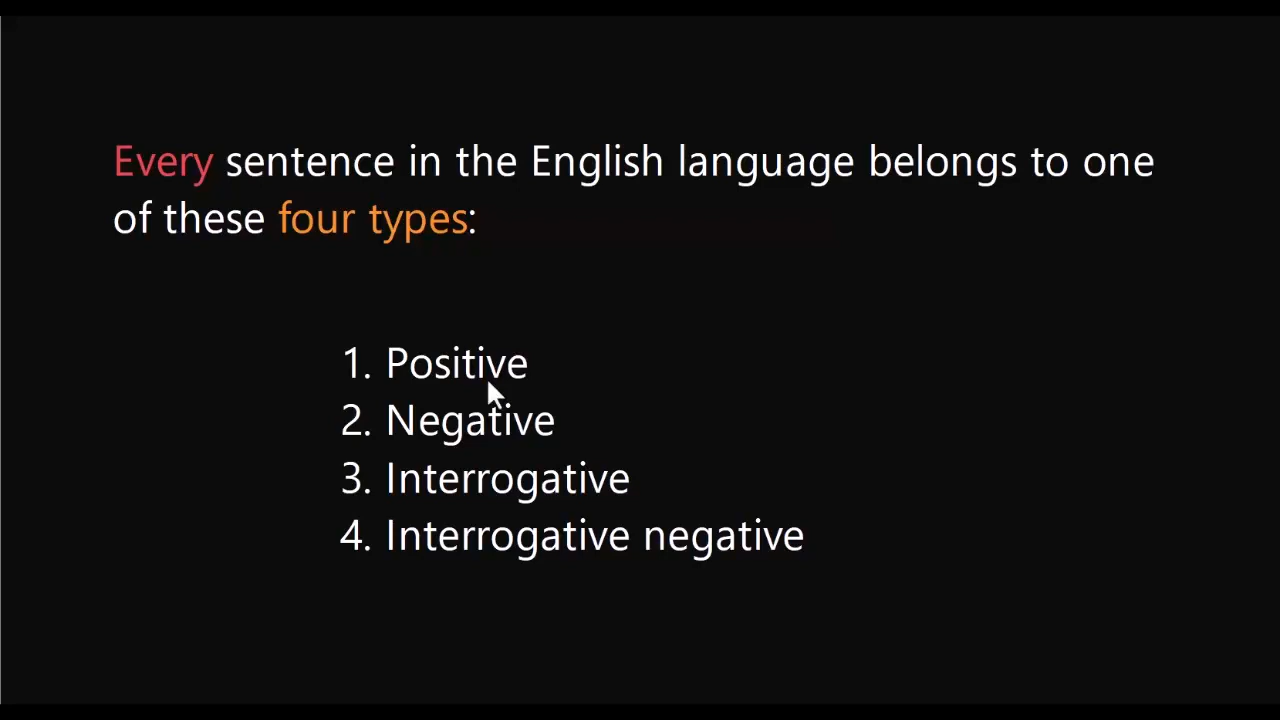 Every sentence in the English language belongs to one
of these four types:
1. Positive
2. Negative
3. Interrogative
4. Interrogative negative